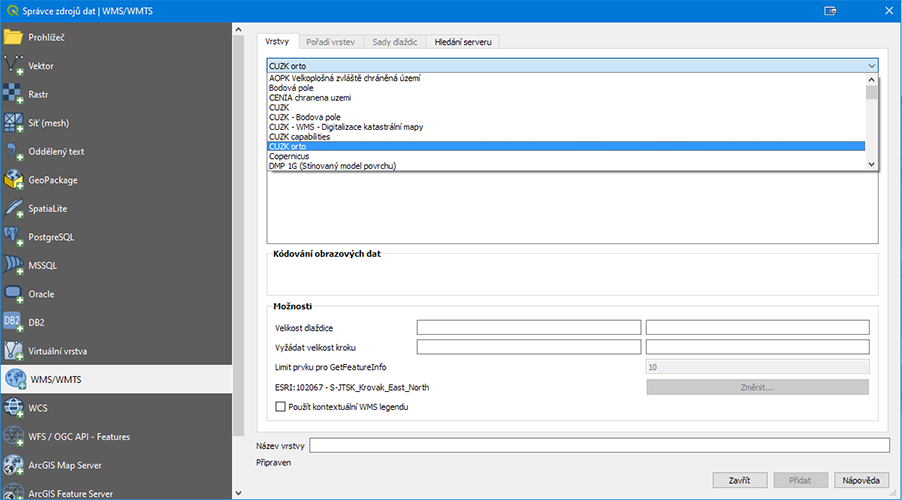 Správce zdrojů dat | WMS/WMTS
Prohlížeč
Vektor
Rastr
Síť (mesh)
Oddělený text
GeoPackage
SpatiaLite
PostgreSQL
MSSQL
Oracle
DB2
DB2
Virtuální vrstva
WMS/WMTS
WCS
WFS / OGC API - Features
ArcGIS Map Server
ArcGIS Feature Server
Vrstvy Pořadí vrstev Sady dlaždic Hledání serveru
CUZK orto
AOPK Velkoplošná zvláště chráněná území
Bodová pole
CENIA chranena uzemi
CUZK
CUZK - Bodova pole
CUZK - WMS - Digitalizace katastrální mapy
CUZK capabilities
CUZK orto
Copernicus
DMP 1G (Stínovaný model povrchu)
Kódování obrazových dat
Možnosti
Velikost dlaždice
Vyžádat velikost kroku
Limit prvku pro GetFeatureInfo 10
ESRI:102067 - S-JTSK_Krovak_East_North Změnit...
Použít kontextuální WMS legendu
Název vrstvy
Připraven
Zavřít Přidat Nápověda